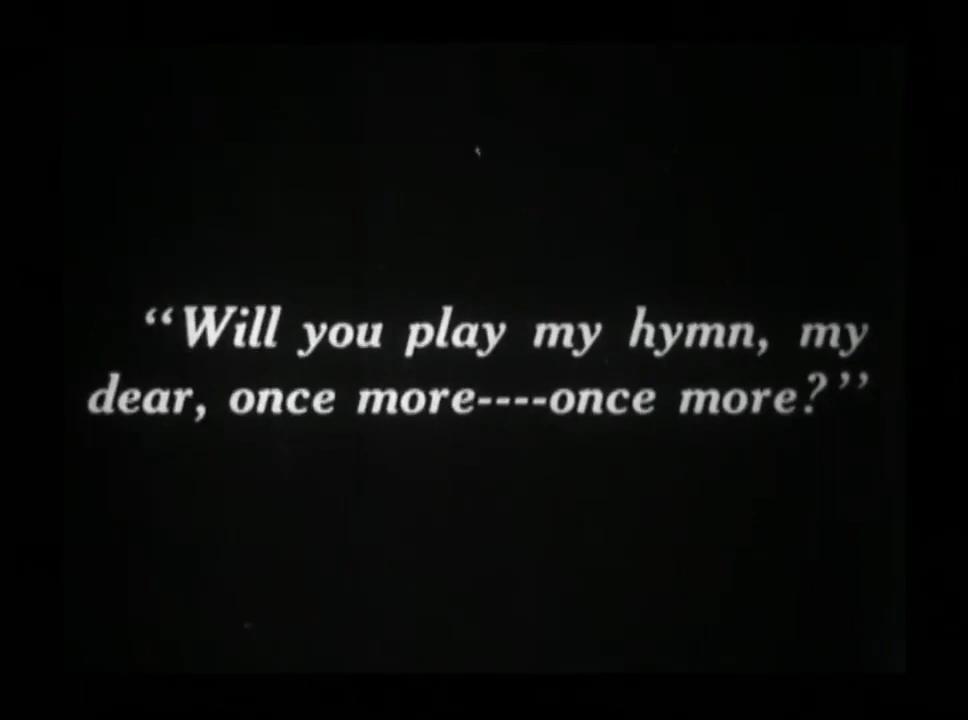 “Will you play my hymn, my
dear, once more----once more?”